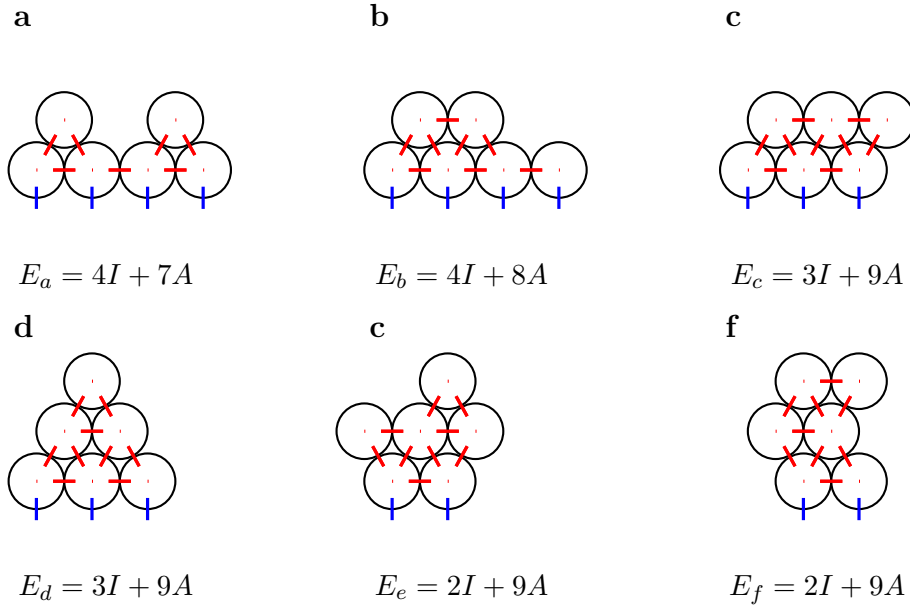 a b c
E_a = 4I + 7A E_b = 4I + 8A E_c = 3I + 9A
d c f
E_d = 3I + 9A E_e = 2I + 9A E_f = 2I + 9A